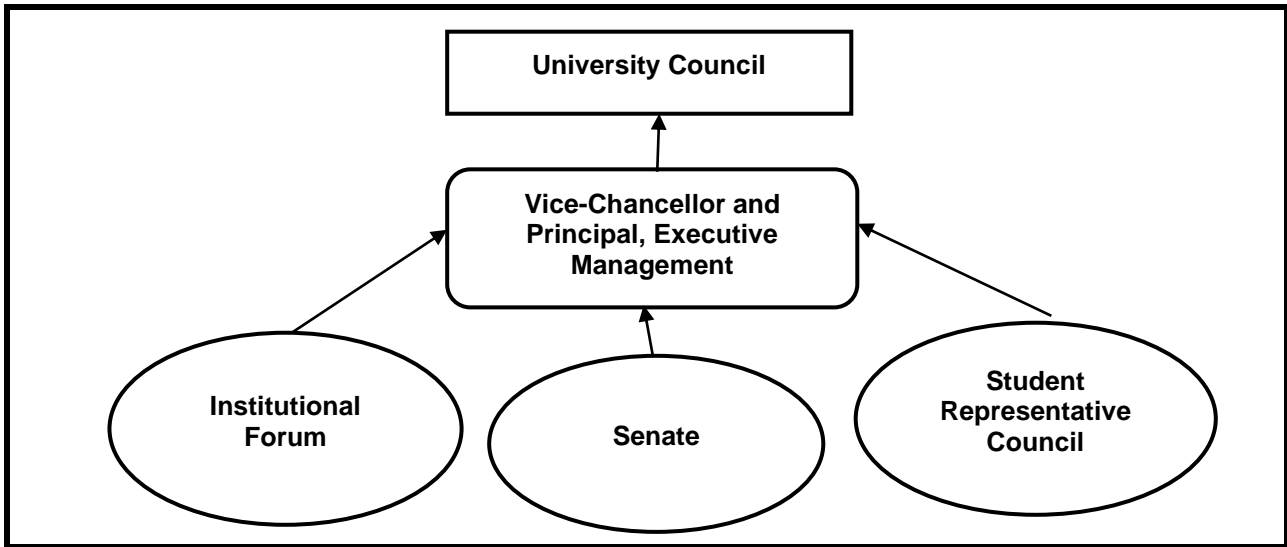 University Council
Vice-Chancellor and
Principal, Executive
Management
Institutional
Forum
Senate
Student
Representative
Council